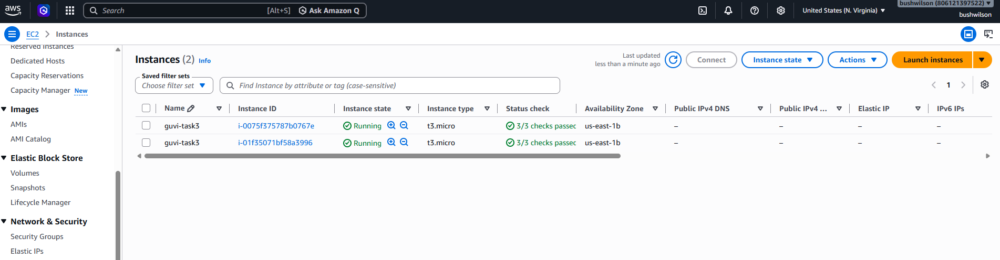 aws
Search [Alt+S] Ask Amazon Q
United States (N. Virginia)
bushwilson (806121397522)
bushwilson
EC2 Instances
Reserved Instances
Dedicated Hosts
Capacity Reservations
Capacity Manager New
Images
AMIs
AMI Catalog
Elastic Block Store
Volumes
Snapshots
Lifecycle Manager
Network & Security
Security Groups
Elastic IPs
Instances (2) Info
Last updated
less than a minute ago
Connect Instance state Actions Launch instances
Saved filter sets
Choose filter set
Find Instance by attribute or tag (case-sensitive)
1
Name Instance ID Instance state Instance type Status check Availability Zone Public IPv4 DNS Public IPv4 ... Elastic IP IPv6 IPs
guvi-task3 i-0075f375787b0767e Running t3.micro 3/3 checks passed us-east-1b – – – –
guvi-task3 i-01f35071bf58a3996 Running t3.micro 3/3 checks passed us-east-1b – – – –